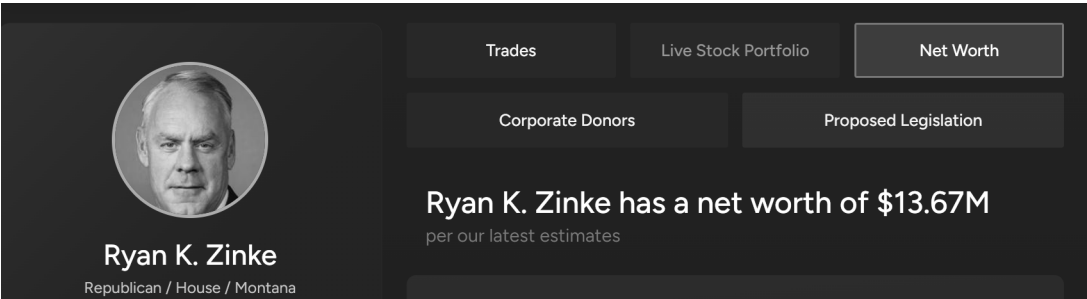 Trades
Live Stock Portfolio
Net Worth
Corporate Donors
Proposed Legislation
Ryan K. Zinke has a net worth of $13.67M
per our latest estimates
Ryan K. Zinke
Republican / House / Montana